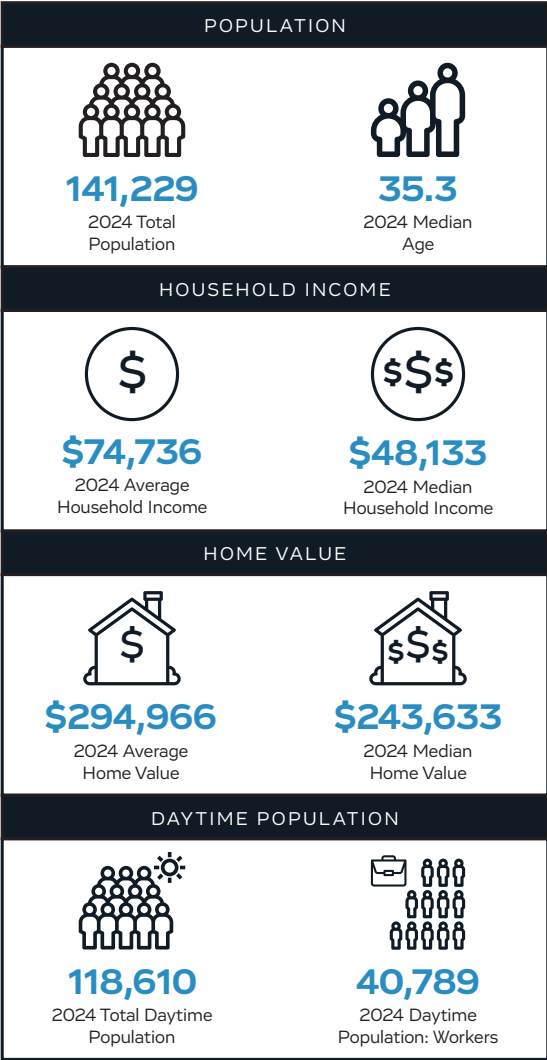 POPULATION
141,229
2024 Total
Population
35.3
2024 Median
Age
HOUSEHOLD INCOME
$
$74,736
2024 Average
Household Income
$$$
$48,133
2024 Median
Household Income
HOME VALUE
$
$294,966
2024 Average
Home Value
$$$
$243,633
2024 Median
Home Value
DAYTIME POPULATION
118,610
2024 Total Daytime
Population
40,789
2024 Daytime
Population: Workers